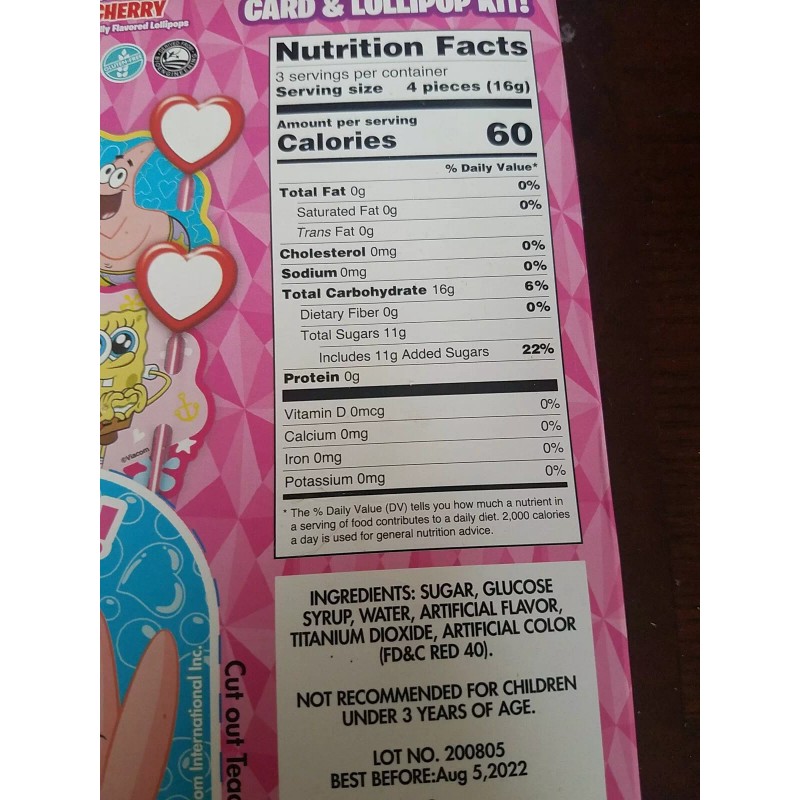 CHERRY
CARD & LOLLIPOP KIT!
Flavored Lollipops
GLUTEN-FREE
Nutrition Facts
3 servings per container
Serving size 4 pieces (16g)
Amount per serving
Calories 60
% Daily Value*
Total Fat 0g 0%
Saturated Fat 0g 0%
Trans Fat 0g
Cholesterol 0mg 0%
Sodium 0mg 0%
Total Carbohydrate 16g 6%
Dietary Fiber 0g 0%
Total Sugars 11g
Includes 11g Added Sugars 22%
Protein 0g
Vitamin D 0mcg 0%
Calcium 0mg 0%
Iron 0mg 0%
Potassium 0mg 0%
* The % Daily Value (DV) tells you how much a nutrient in
a serving of food contributes to a daily diet. 2,000 calories
a day is used for general nutrition advice.
©Viacom
INGREDIENTS: SUGAR, GLUCOSE
SYRUP, WATER, ARTIFICIAL FLAVOR,
TITANIUM DIOXIDE, ARTIFICIAL COLOR
(FD&C RED 40).
NOT RECOMMENDED FOR CHILDREN
UNDER 3 YEARS OF AGE.
LOT NO. 200805
BEST BEFORE:Aug 5,2022
International Inc.
Cut out